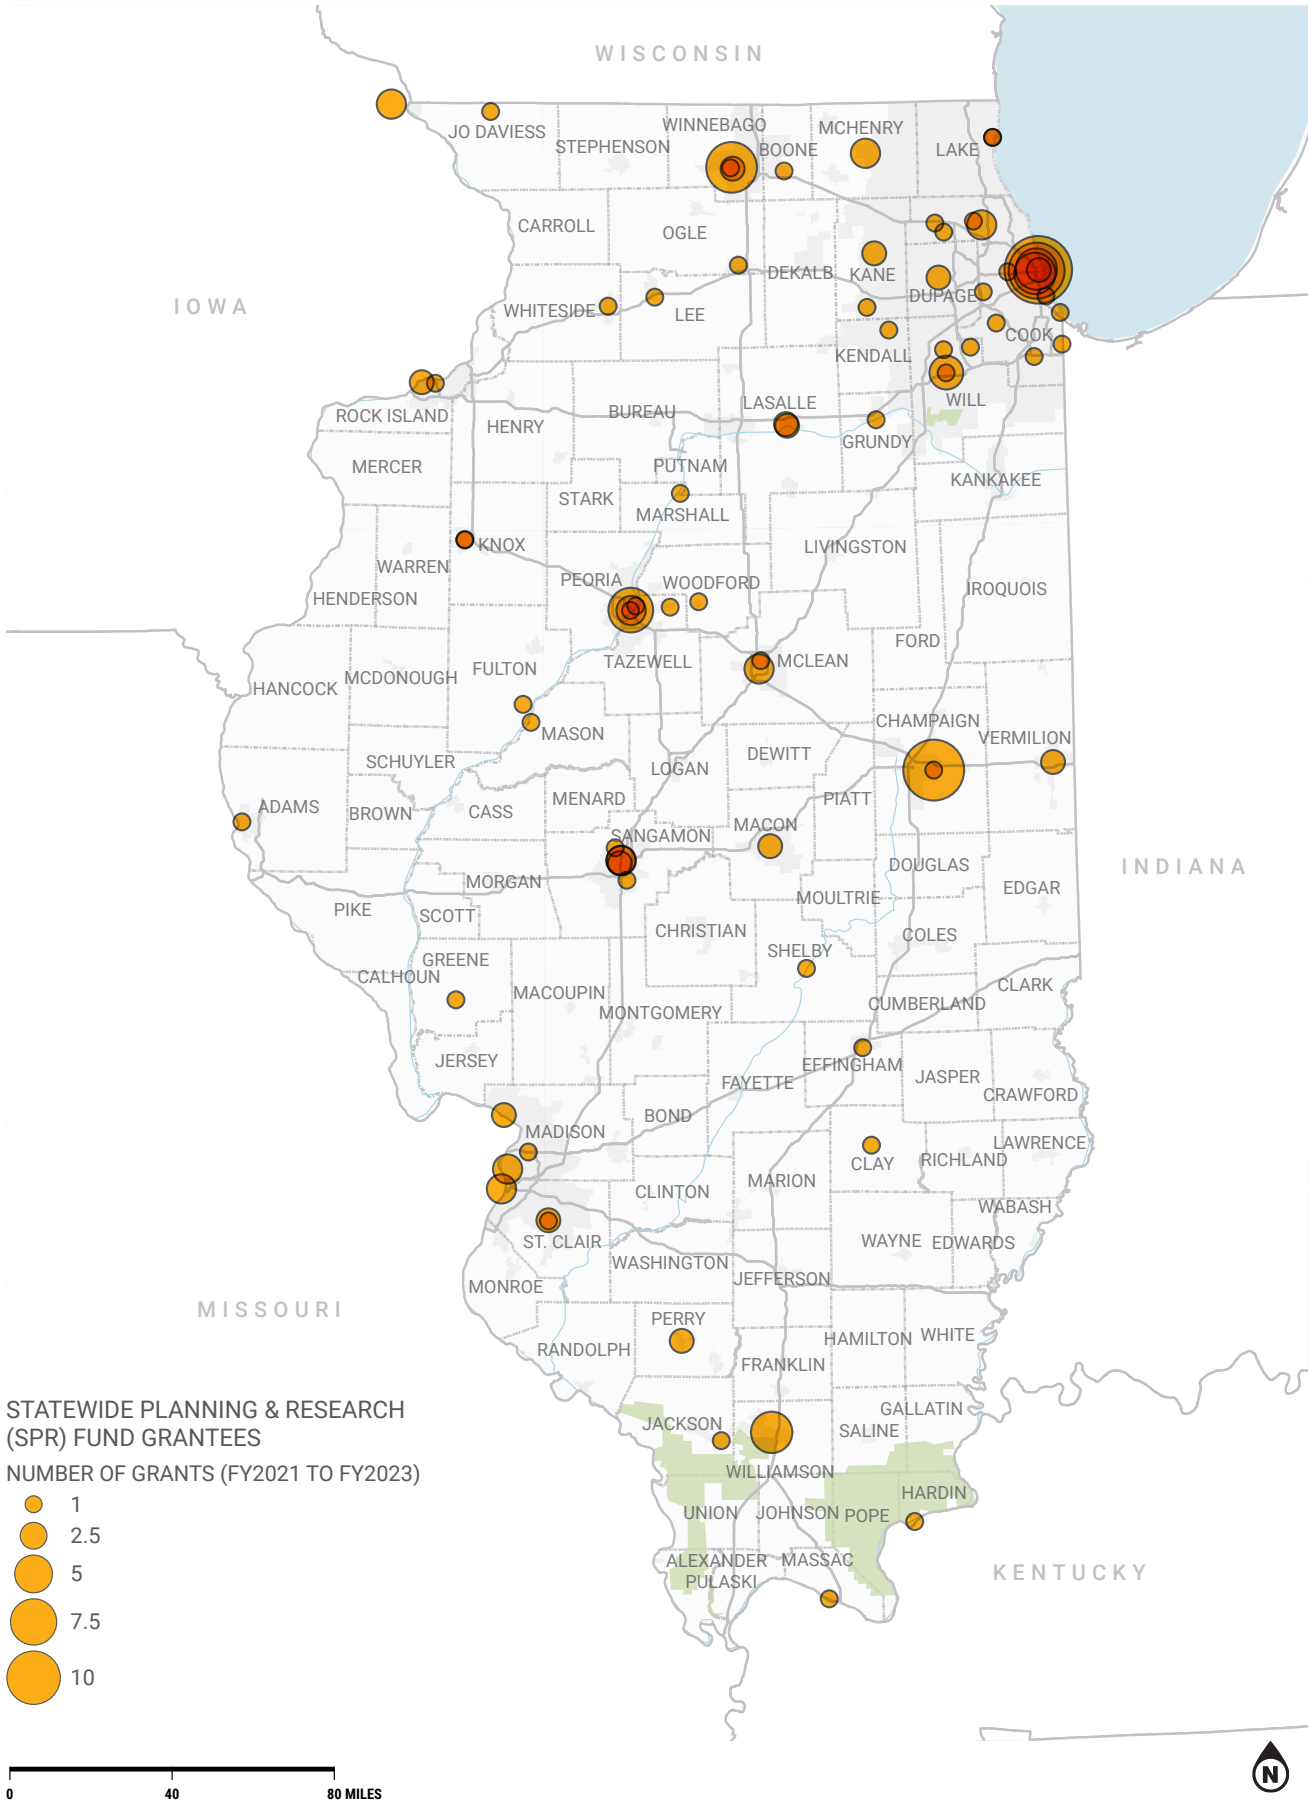 WISCONSIN
WINNEBAGO
MCHENRY
JO DAVIESS
STEPHENSON
BOONE
LAKE
CARROLL
OGLE
DEKALB
KANE
DUPAGE
IOWA
WHITESIDE
LEE
COOK
KENDALL
ROCK ISLAND
BUREAU
LASALLE
WILL
HENRY
GRUNDY
MERCER
PUTNAM
KANKAKEE
STARK
MARSHALL
KNOX
LIVINGSTON
WARREN
PEORIA
WOODFORD
IROQUOIS
HENDERSON
FORD
HANCOCK
MCDONOUGH
FULTON
TAZEWELL
MCLEAN
CHAMPAIGN
VERMILION
MASON
SCHUYLER
LOGAN
DEWITT
ADAMS
BROWN
CASS
MENARD
PIATT
SANGAMON
MACON
DOUGLAS
INDIANA
MORGAN
EDGAR
PIKE
SCOTT
MOULTRIE
CHRISTIAN
COLES
GREENE
SHELBY
CALHOUN
MACOUPIN
CLARK
MONTGOMERY
CUMBERLAND
JERSEY
EFFINGHAM
FAYETTE
JASPER
CRAWFORD
BOND
MADISON
LAWRENCE
CLAY
RICHLAND
CLINTON
MARION
WABASH
ST. CLAIR
WAYNE
EDWARDS
WASHINGTON
JEFFERSON
MONROE
MISSOURI
PERRY
HAMILTON
WHITE
RANDOLPH
FRANKLIN
GALLATIN
JACKSON
SALINE
WILLIAMSON
HARDIN
UNION
JOHNSON
POPE
ALEXANDER
MASSAC
PULASKI
KENTUCKY
STATEWIDE PLANNING & RESEARCH
(SPR) FUND GRANTEES
NUMBER OF GRANTS (FY2021 TO FY2023)
1
2.5
5
7.5
10
0 40 80 MILES
N